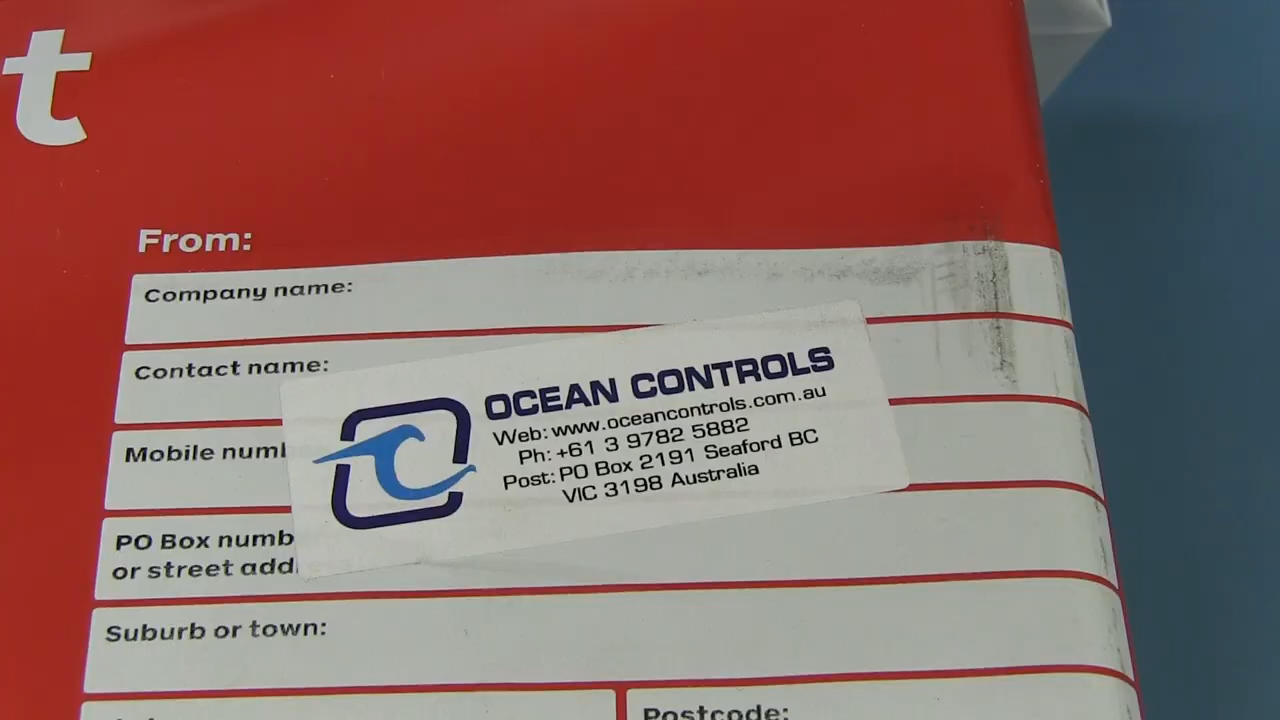 t
From:
Company name:
Contact name:
OCEAN CONTROLS
Web: www.oceancontrols.com.au
Ph: +61 3 9782 5882
Post: PO Box 2191 Seaford BC
VIC 3198 Australia
Mobile numb
PO Box numb
or street add
Suburb or town:
Postcode: